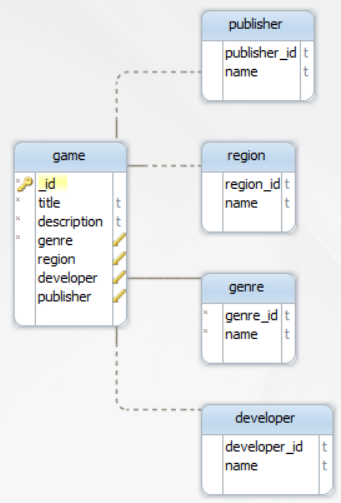 publisher
publisher_id t
name t
game
_id
title t
description t
genre
region
developer
publisher
region
region_id t
name t
genre
genre_id t
name t
developer
developer_id t
name t